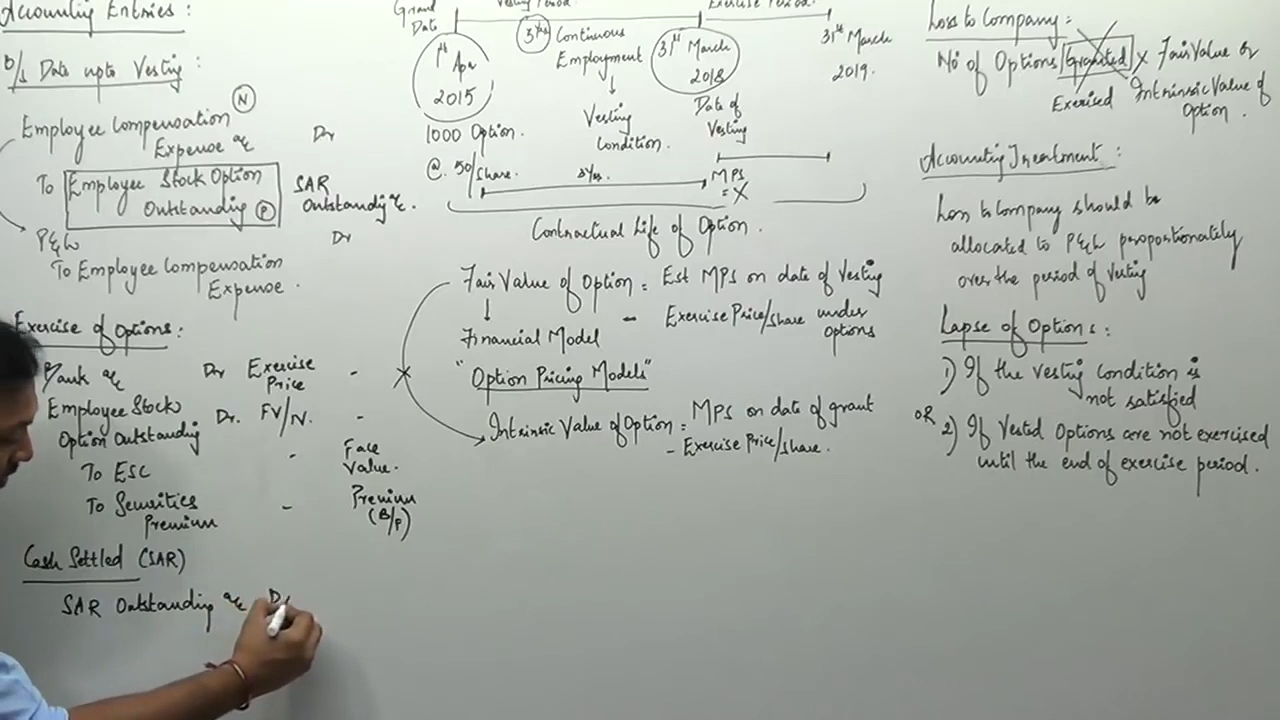 Accounting Entries:
B/s Date upto Vesting:
Employee Compensation (N)
Expense a/c Dr
To Employee Stock Option
Outstanding (P)
SAR
Outstandig a/c.
P&L Dr
To Employee Compensation
Expense.
Exercise of Options:
Bank a/c Dr Exercise
Price -
Employee Stock
Option Outstanding Dr. FV/IV. -
To ESC - Face
Value.
To Securities
Premium - Premium
(B/P)
Cash Settled (SAR)
SAR Outstanding a/c Dr
Grand
Date
Vesting Period.
Exercise Period.
1st Apr
2015
3 yrs Continuous
Employment
31st March
2018
31st March
2019.
1000 Option.
@. 50/
Share.
Vesting
Condition.
Date of
Vesting
3 yrs.
MPS
= X
Contractual Life of Option.
Fair Value of Option = Est MPS on date of Vesting
- Exercise Price/share under
options
Financial Model
"Option Pricing Models"
Intrinsic Value of Option = MPS on date of grant
- Exercise Price/share.
Loss to Company:
No of Options Granted X Fair Value or
Exerised Intrinsic Value of
Option.
Accounting Treatment:
Loss to Company should be
allocated to P&L proportionately
over the period of vesting
Lapse of Options:
1) If the vesting condition is
not satisfied
OR
2) If Vested Options are not exercised
until the end of exercise period.